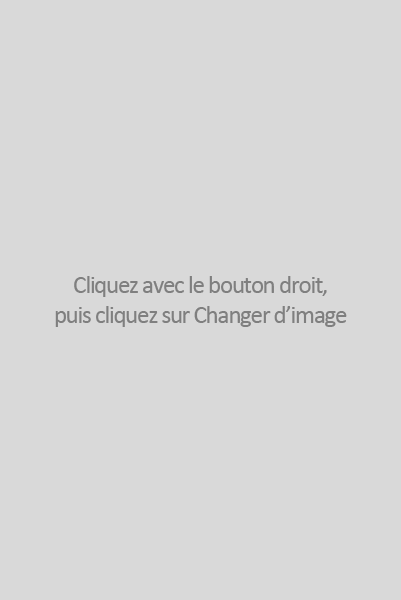 Cliquez avec le bouton droit,
puis cliquez sur Changer d’image